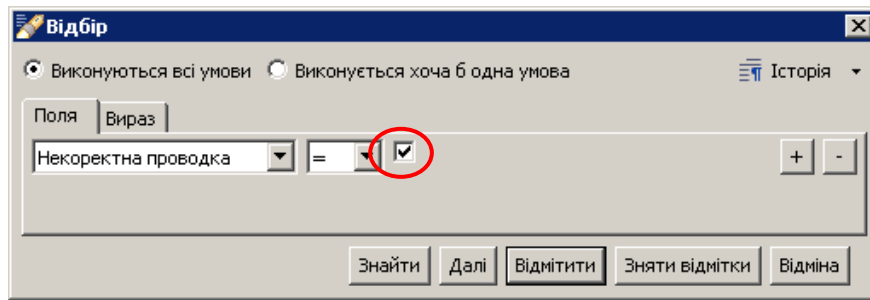 Відбір
Виконуються всі умови Виконується хоча б одна умова Історія
Поля Вираз
Некоректна проводка = + -
Знайти Далі Відмітити Зняти відмітки Відміна